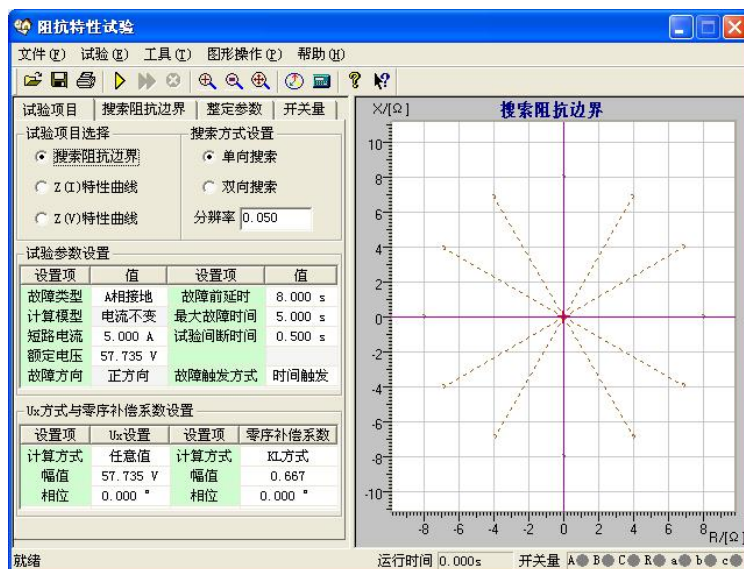 阻抗特性试验
文件(F) 试验(E) 工具(T) 图形操作(P) 帮助(H)
试验项目 搜索阻抗边界 整定参数 开关量
试验项目选择 搜索方式设置
搜索阻抗边界 单向搜索
Z(I)特性曲线 双向搜索
Z(V)特性曲线 分辨率 0.050
试验参数设置
设置项 值 设置项 值
故障类型 A相接地 故障前延时 8.000 s
计算模型 电流不变 最大故障时间 5.000 s
短路电流 5.000 A 试验间断时间 0.500 s
额定电压 57.735 V
故障方向 正方向 故障触发方式 时间触发
Ux方式与零序补偿系数设置
设置项 Ux设置 设置项 零序补偿系数
计算方式 任意值 计算方式 KL方式
幅值 57.735 V 幅值 0.667
相位 0.000 ° 相位 0.000 °
X/[Ω] 搜索阻抗边界
10
8
6
4
2
0
-2
-4
-6
-8
-10
-8 -6 -4 -2 0 2 4 6 8
R/[Ω]
就绪 运行时间 0.000s 开关量 A B C R a b c